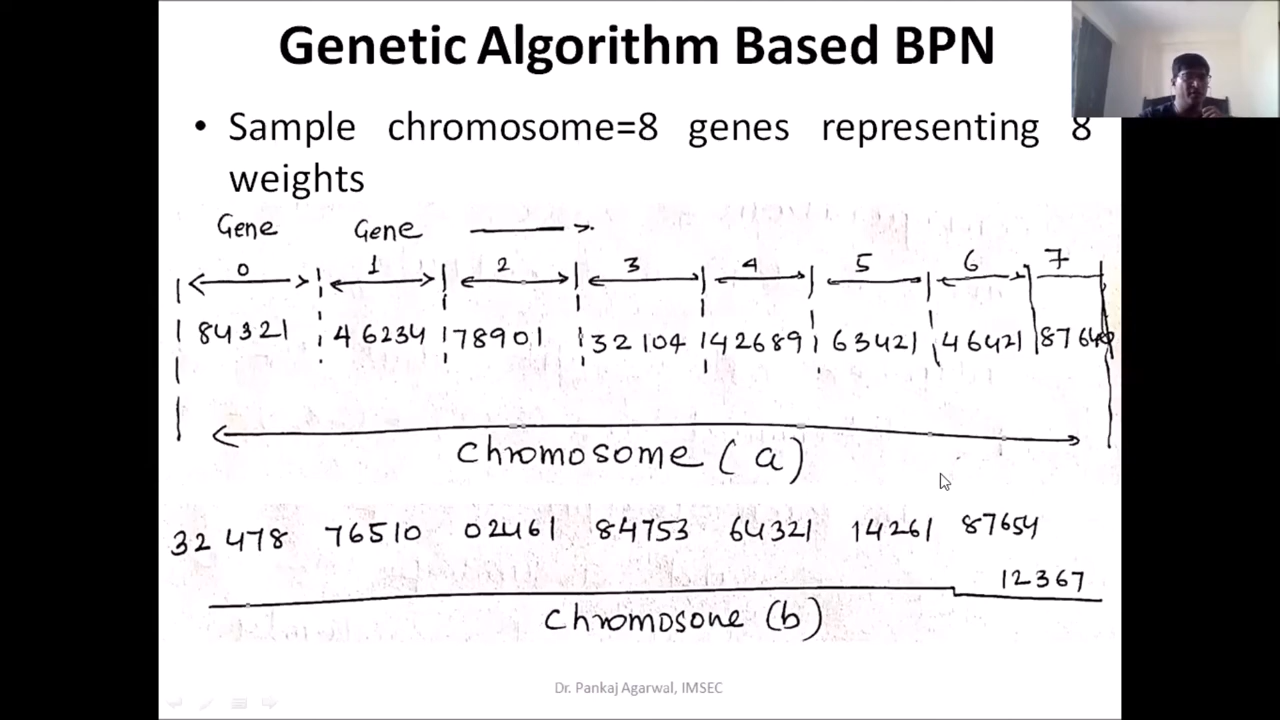 Genetic Algorithm Based BPN
• Sample chromosome=8 genes representing 8
weights
Gene Gene
0 1 2 3 4 5 6 7
84321 46234 78901 32104 42689 63421 46421
Chromosome (a)
32478 76510 02461 84753 64321 14261 87654
12367
Chromosone (b)
Dr. Pankaj Agarwal, IMSEC